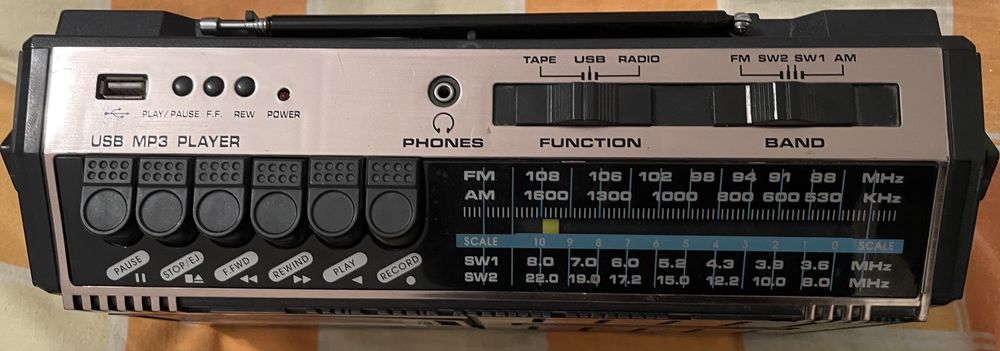 TAPE USB RADIO
FM SW2 SW1 AM
PLAY/PAUSE F.F. REW POWER
USB MP3 PLAYER
PHONES
FUNCTION
BAND
FM 108 106 102 98 94 91 88 MHz
AM 1600 1300 1000 800 600 530 KHz
SCALE 10 9 8 7 6 5 4 3 2 1 0 SCALE
SW1 8.0 7.0 6.0 5.2 4.3 3.9 3.6 MHz
SW2 22.0 19.0 17.2 15.0 12.2 10.0 8.0 MHz
PAUSE STOP/EJ F.FWD REWIND PLAY RECORD